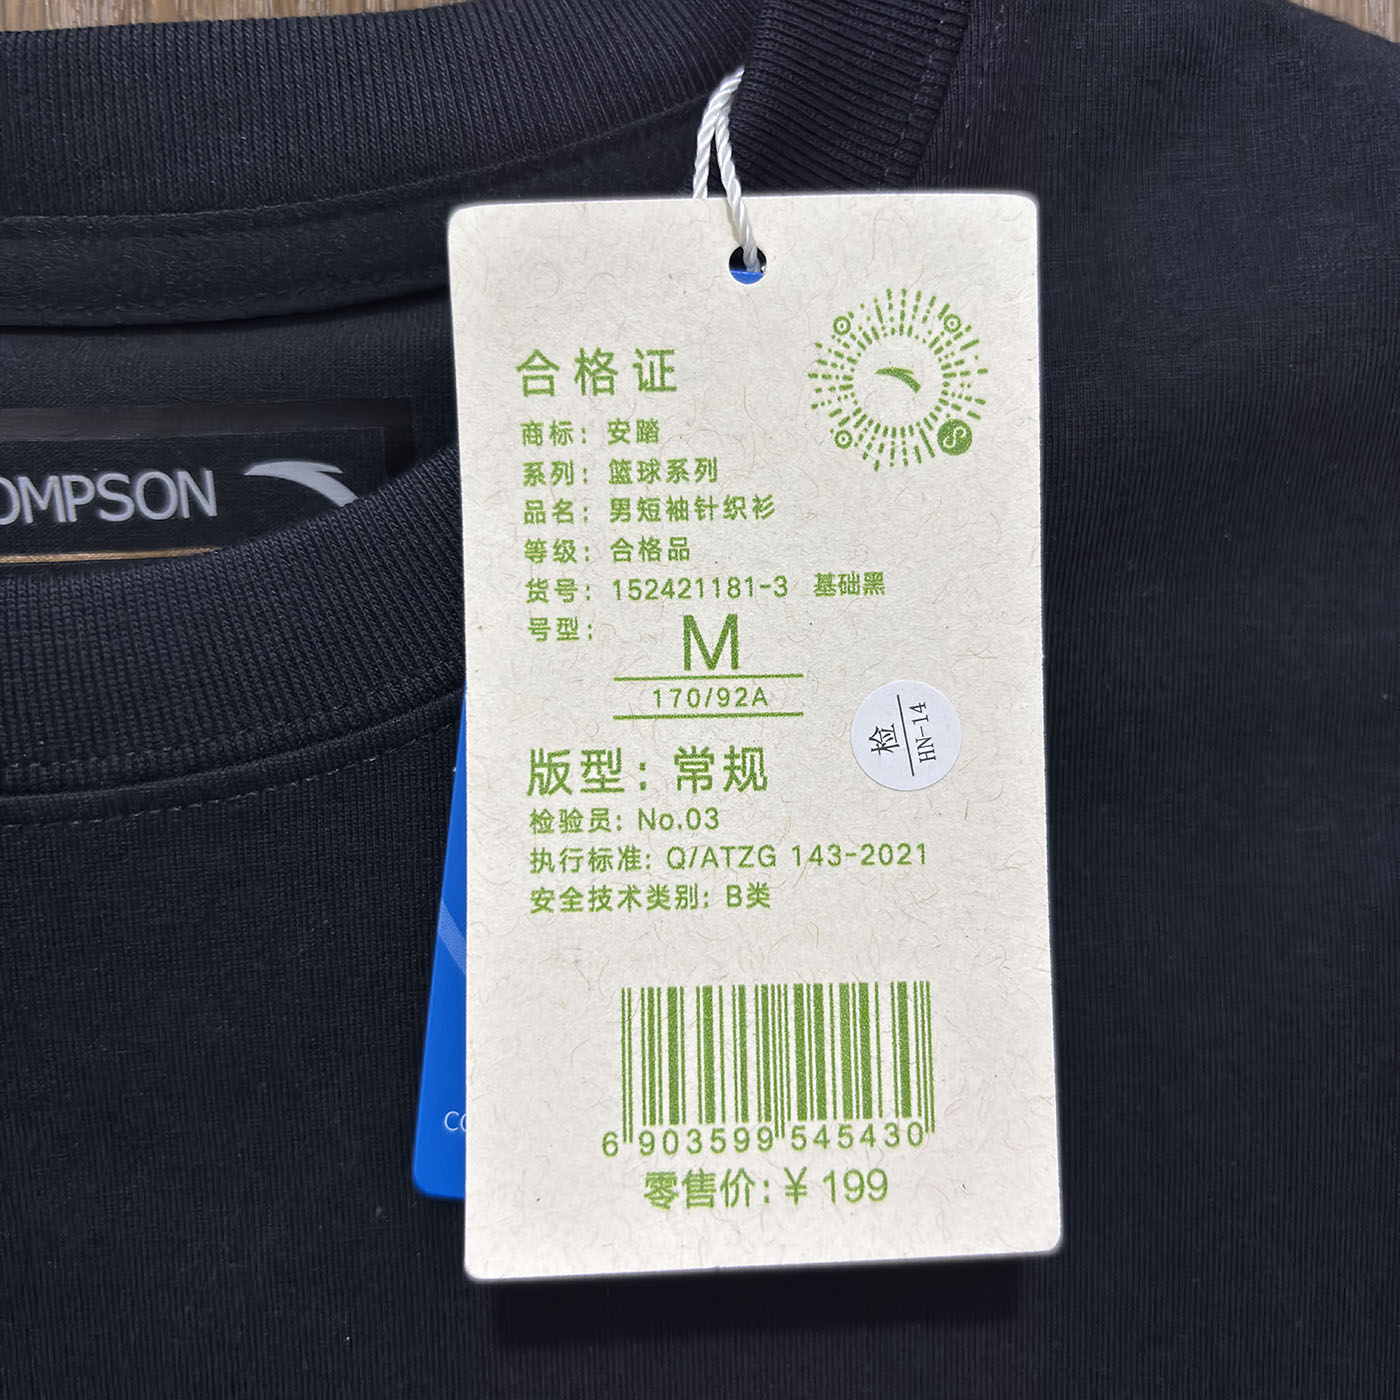 合格证
商标：安踏
系列：篮球系列
品名：男短袖针织衫
等级：合格品
货号：152421181-3 基础黑
号型：M
170/92A
检 HN-14
版型：常规
检验员：No.03
执行标准：Q/ATZG 143-2021
安全技术类别：B类
6 903599 545430
零售价：¥ 199
OMPSON
CO